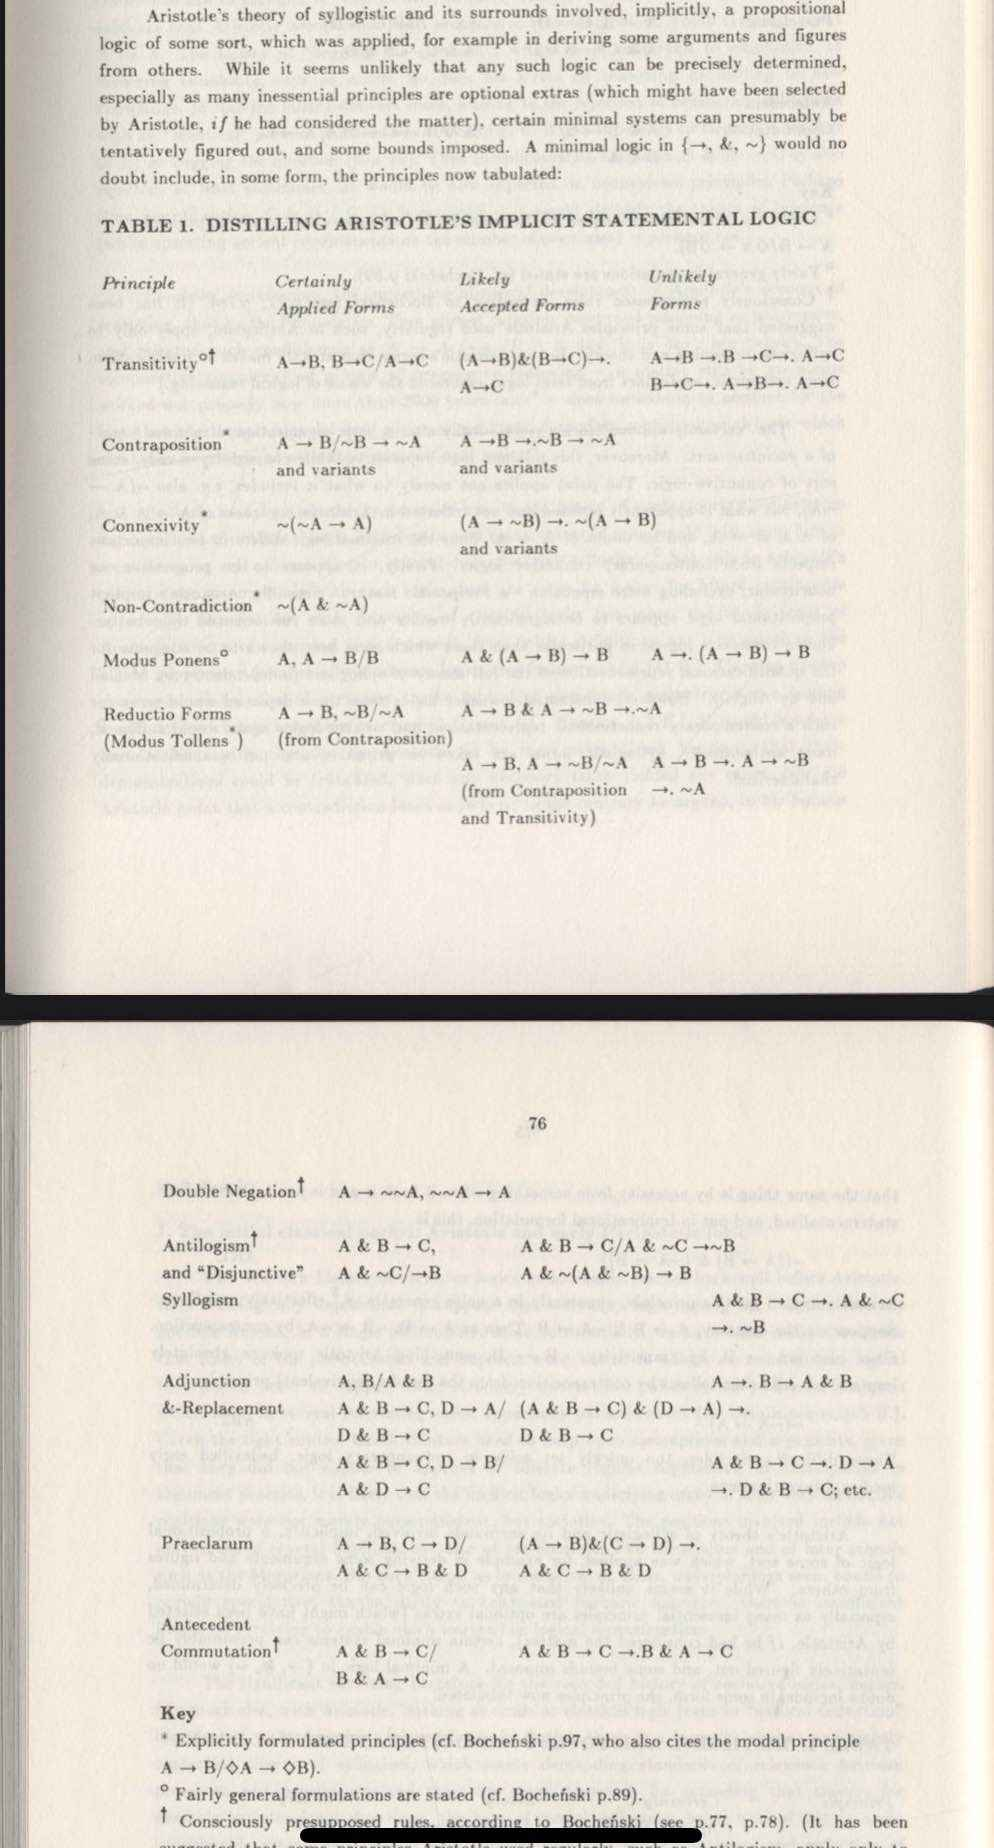 Aristotle's theory of syllogistic and its surrounds involved, implicitly, a propositional
logic of some sort, which was applied, for example in deriving some arguments and figures
from others. While it seems unlikely that any such logic can be precisely determined,
especially as many inessential principles are optional extras (which might have been selected
by Aristotle, if he had considered the matter), certain minimal systems can presumably be
tentatively figured out, and some bounds imposed. A minimal logic in {→, &, ~} would no
doubt include, in some form, the principles now tabulated:
TABLE 1. DISTILLING ARISTOTLE'S IMPLICIT STATEMENTAL LOGIC
Principle Certainly Likely Unlikely
Applied Forms Accepted Forms Forms
Transitivity°† A→B, B→C/A→C (A→B)&(B→C)→. A→B →.B →C→. A→C
A→C B→C→. A→B→. A→C
Contraposition* A → B/~B → ~A A →B →.~B → ~A
and variants and variants
Connexivity* ~(~A → A) (A → ~B) →. ~(A → B)
and variants
Non-Contradiction* ~(A & ~A)
Modus Ponens° A, A → B/B A & (A → B) → B A →. (A → B) → B
Reductio Forms A → B, ~B/~A A → B & A → ~B →.~A
(Modus Tollens*) (from Contraposition)
A → B, A → ~B/~A A → B →. A → ~B
(from Contraposition →. ~A
and Transitivity)
76
Double Negation† A → ~~A, ~~A → A
Antilogism† A & B → C, A & B → C/A & ~C →~B
and "Disjunctive" A & ~C/→B A & ~(A & ~B) → B
Syllogism A & B → C →. A & ~C
→. ~B
Adjunction A, B/A & B A →. B → A & B
&-Replacement A & B → C, D → A/ (A & B → C) & (D → A) →.
D & B → C D & B → C
A & B → C, D → B/ A & B → C →. D → A
A & D → C →. D & B → C; etc.
Praeclarum A → B, C → D/ (A → B)&(C → D) →.
A & C → B & D A & C → B & D
Antecedent
Commutation† A & B → C/ A & B → C →.B & A → C
B & A → C
Key
* Explicitly formulated principles (cf. Bocheński p.97, who also cites the modal principle
A → B/◇A → ◇B).
° Fairly general formulations are stated (cf. Bocheński p.89).
† Consciously presupposed rules, according to Bocheński (see p.77, p.78). (It has been